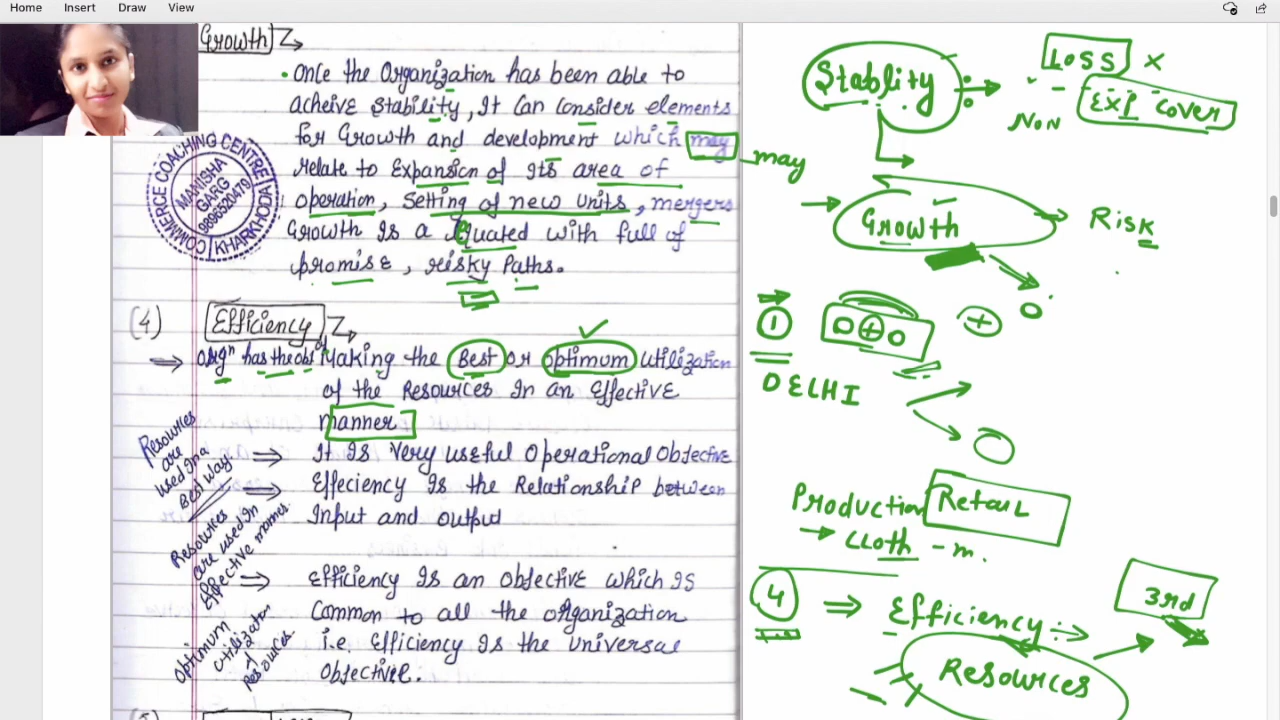 Home Insert Draw View
Growth
Once the Organization has been able to
acheive stability, It can consider elements
for Growth and development which may
relate to Expansion of Its area of
operation, Setting of new Units, mergers
Growth Is a quated with full of
promise, risky Paths.
COMMERCE COACHING CENTRE
MANISHA
GARG
KHARKHODA
(4) Efficiency
Orgn has the obj of Making the Best or optimum utilization
of the Resources In an Effective
manner
It Is very useful Operational Objective
Effeciency Is the Relationship between
Input and output
Efficiency Is an objective which Is
Common to all the organization
i.e, Efficiency Is the universal
Objective.
Resources
are
used In a
Best way.
Resources
are used In
effective manner.
Optimum
utilization
of
Resources.
Stablity
Loss x
Non Exp cover
may
Growth Risk
1
DELHI
Production Retail
Cloth - m.
4 Efficiency
3rd
Resources